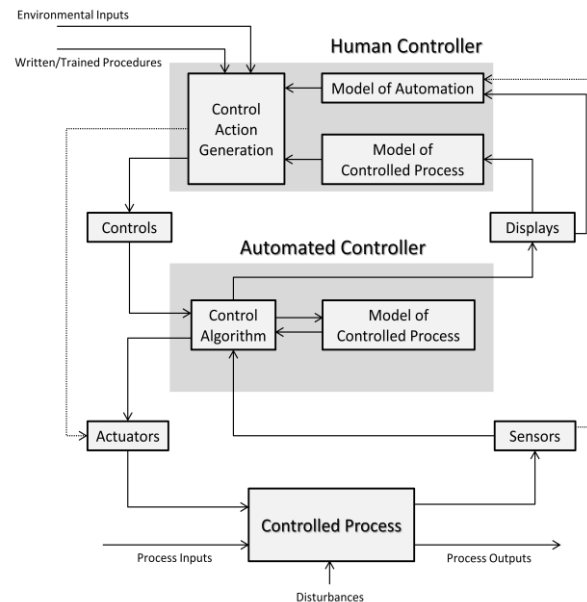 Environmental Inputs
Written/Trained Procedures
Human Controller
Control
Action
Generation
Model of Automation
Model of
Controlled Process
Controls
Displays
Automated Controller
Control
Algorithm
Model of
Controlled Process
Actuators
Sensors
Controlled Process
Process Inputs
Process Outputs
Disturbances